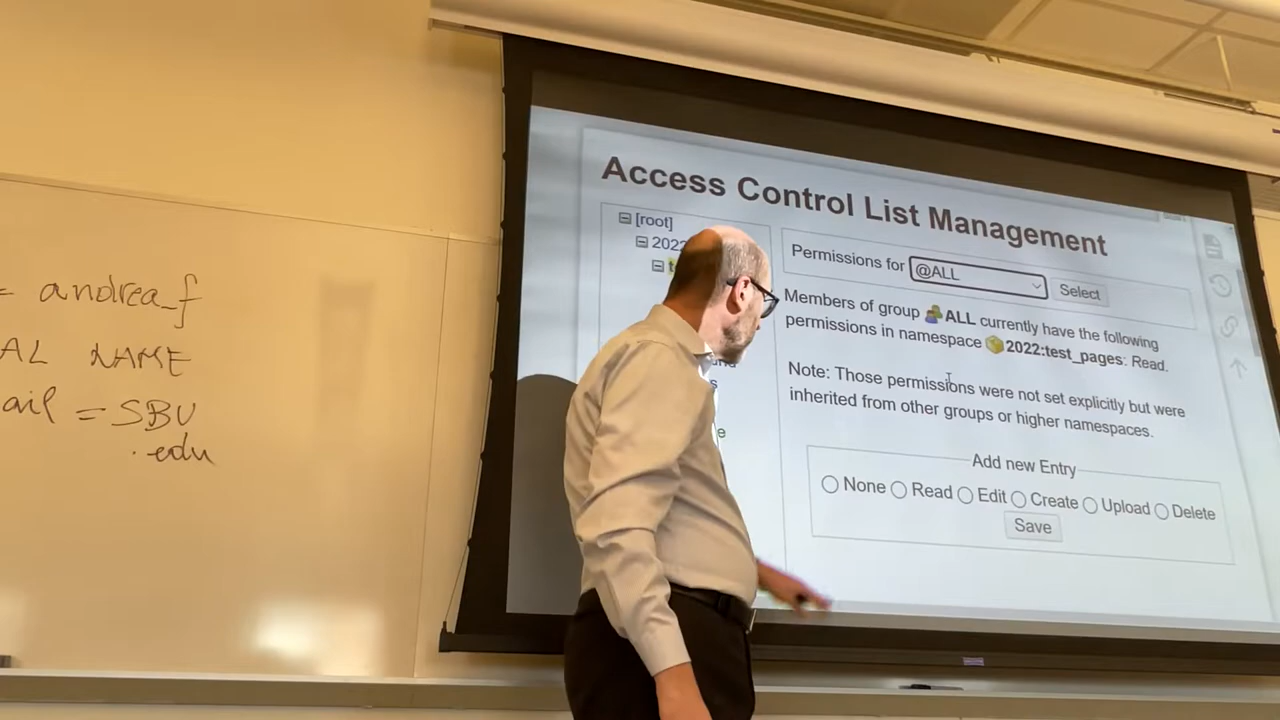 = andrea_f
AL NAME
ail = SBU
.edu
Access Control List Management
[root]
2022
Permissions for @ALL Select
Members of group ALL currently have the following
permissions in namespace 2022:test_pages: Read.
Note: Those permissions were not set explicitly but were
inherited from other groups or higher namespaces.
Add new Entry
None Read Edit Create Upload Delete
Save